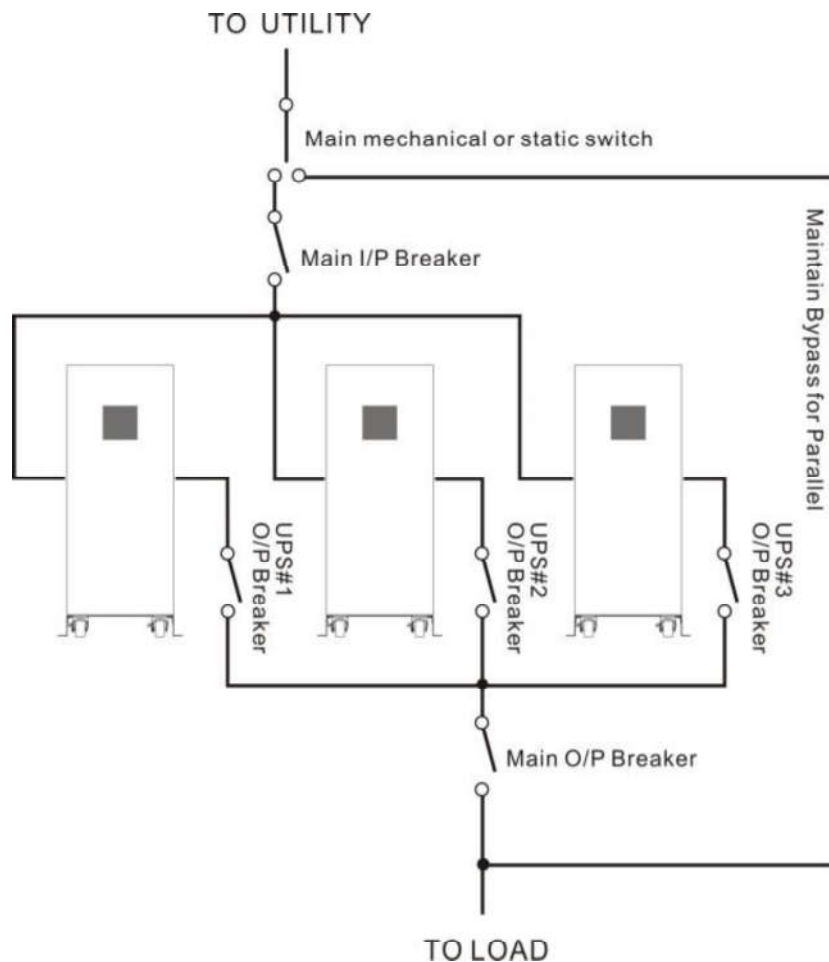 TO UTILITY
Main mechanical or static switch
Main I/P Breaker
Maintain Bypass for Parallel
UPS#1
O/P Breaker
UPS#2
O/P Breaker
UPS#3
O/P Breaker
Main O/P Breaker
TO LOAD